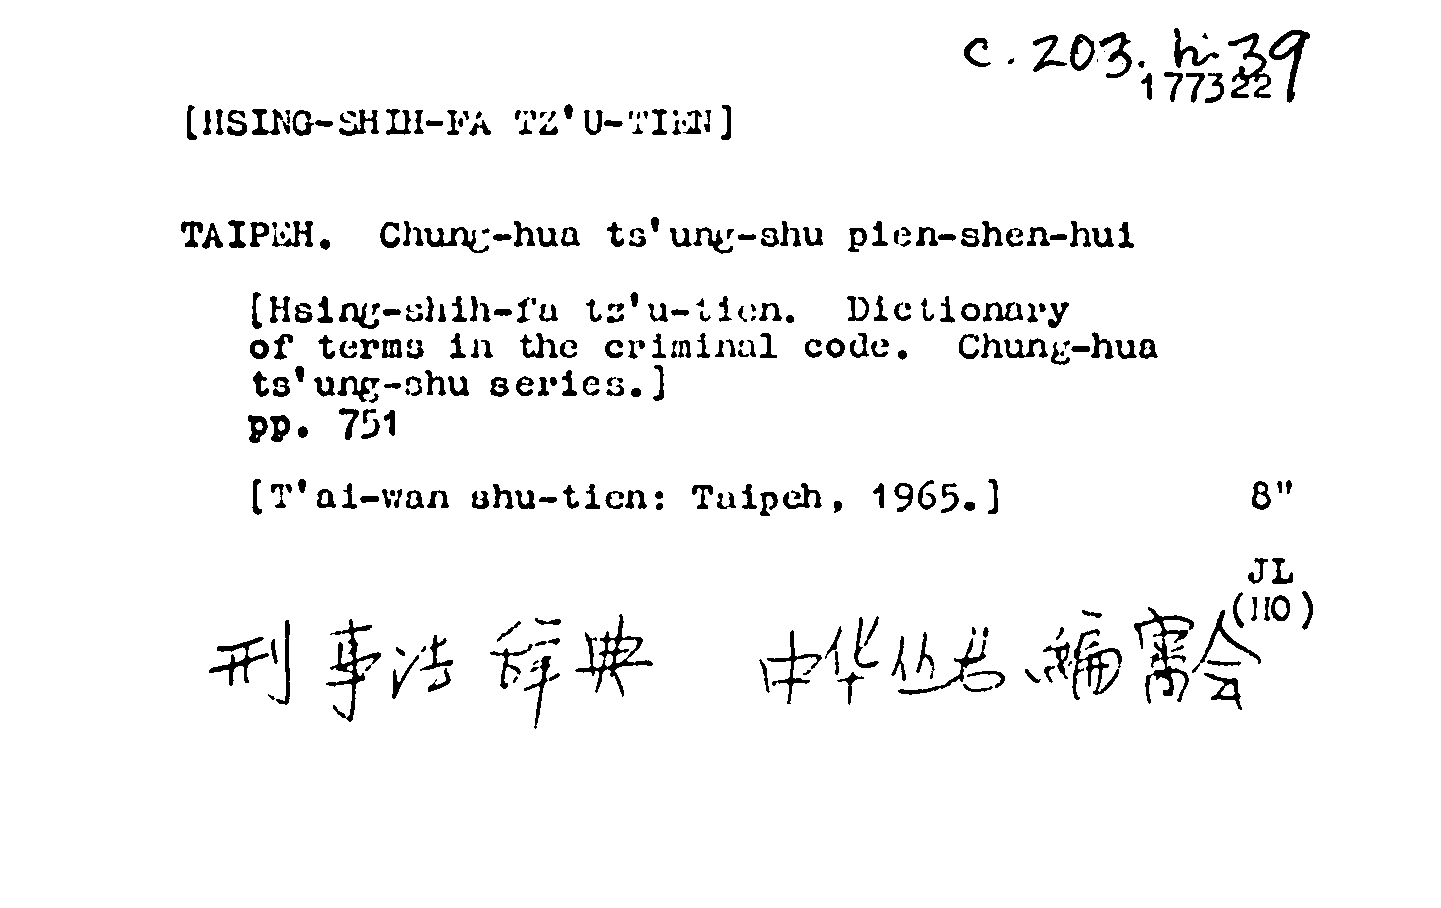 c. 203. h. 39
177322
[HSING-SHIH-FA TZ'U-TIEN]
TAIPEH. Chung-hua ts'ung-shu pien-shen-hui
[Hsing-shih-fa tz'u-tien. Dictionary
of terms in the criminal code. Chung-hua
ts'ung-shu series.]
pp. 751
[T'ai-wan shu-tien: Taipeh, 1965.] 8"
JL
(HO)
刑事法辞典 中华丛书编審会